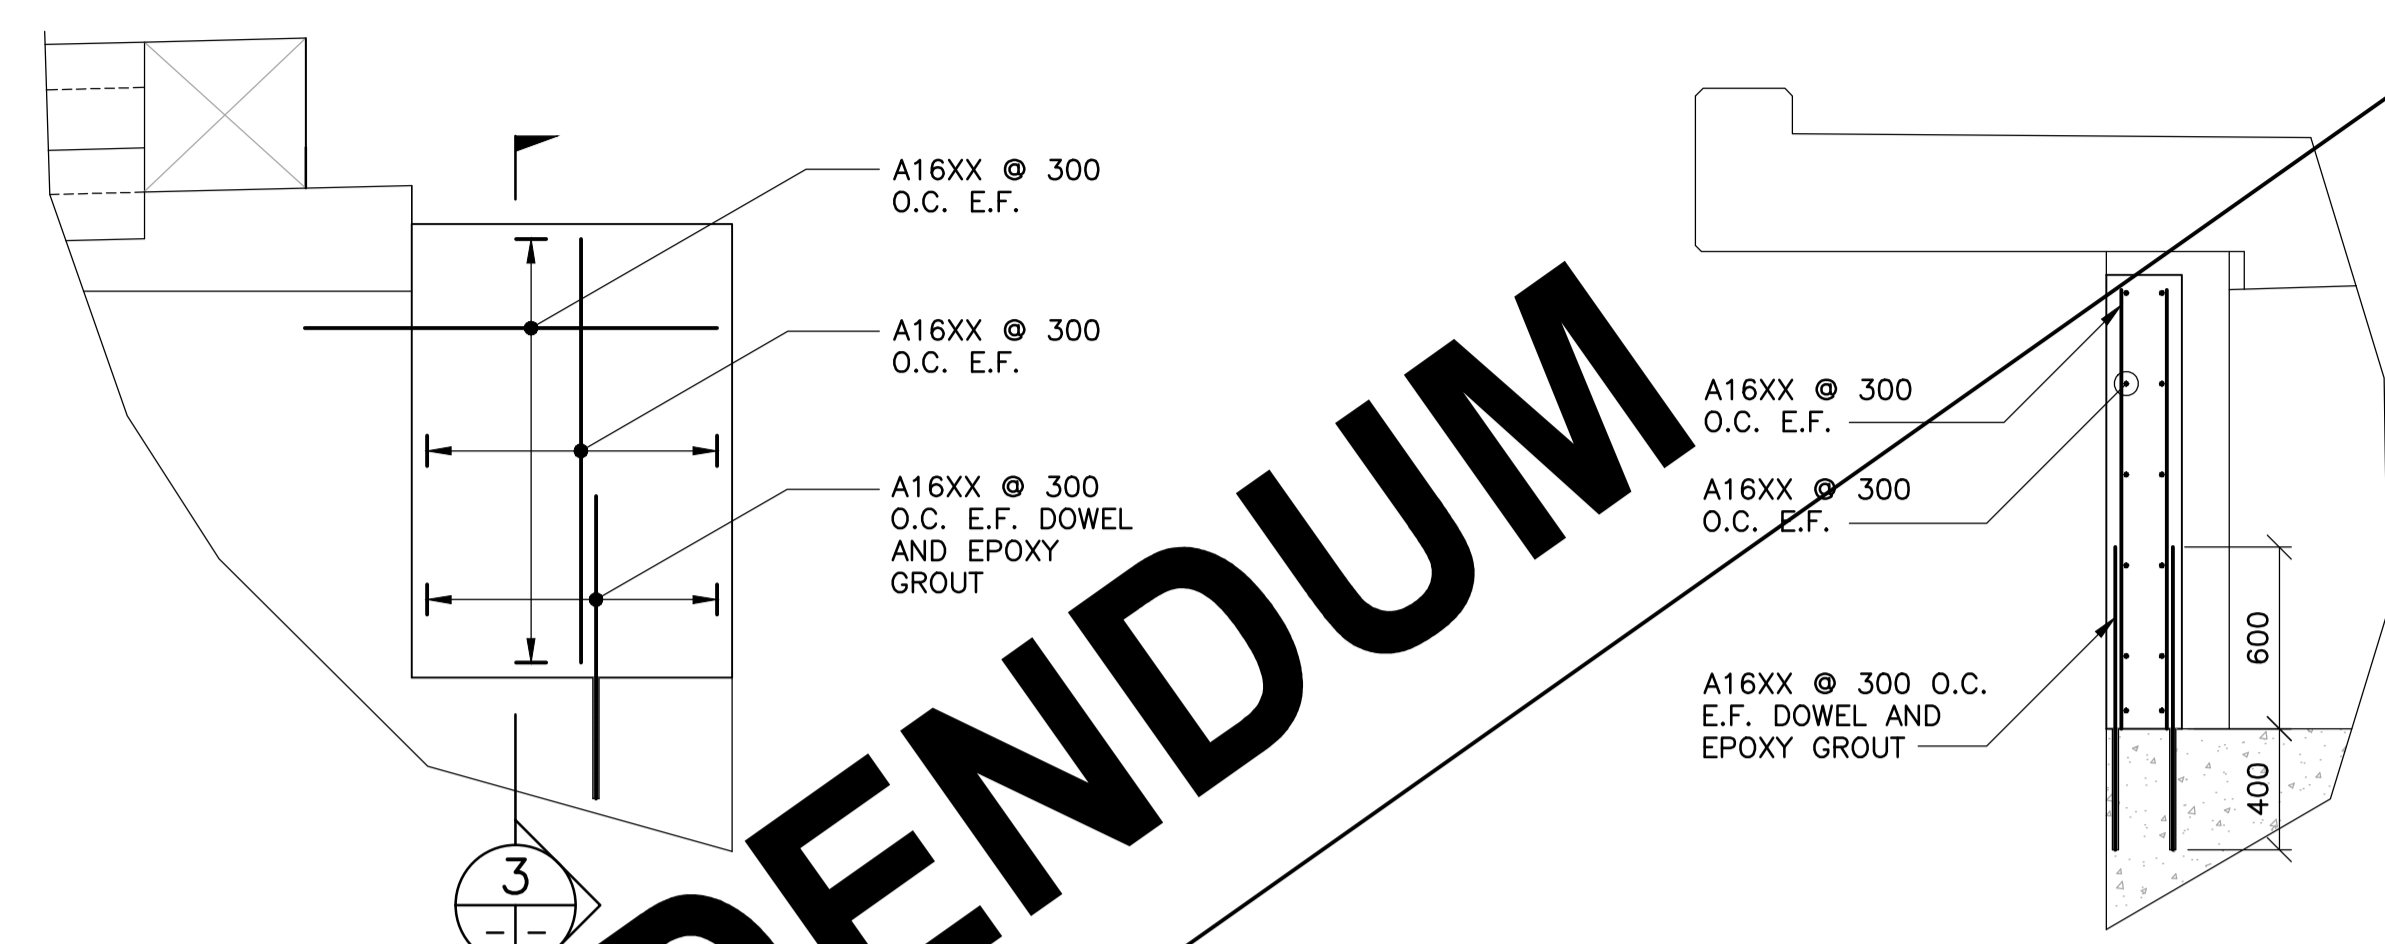 A16XX @ 300
O.C. E.F.
A16XX @ 300
O.C. E.F.
A16XX @ 300
O.C. E.F. DOWEL
AND EPOXY
GROUT
3
--
A16XX @ 300
O.C. E.F.
A16XX @ 300
O.C. E.F.
A16XX @ 300 O.C.
E.F. DOWEL AND
EPOXY GROUT
600
400
ENDUM